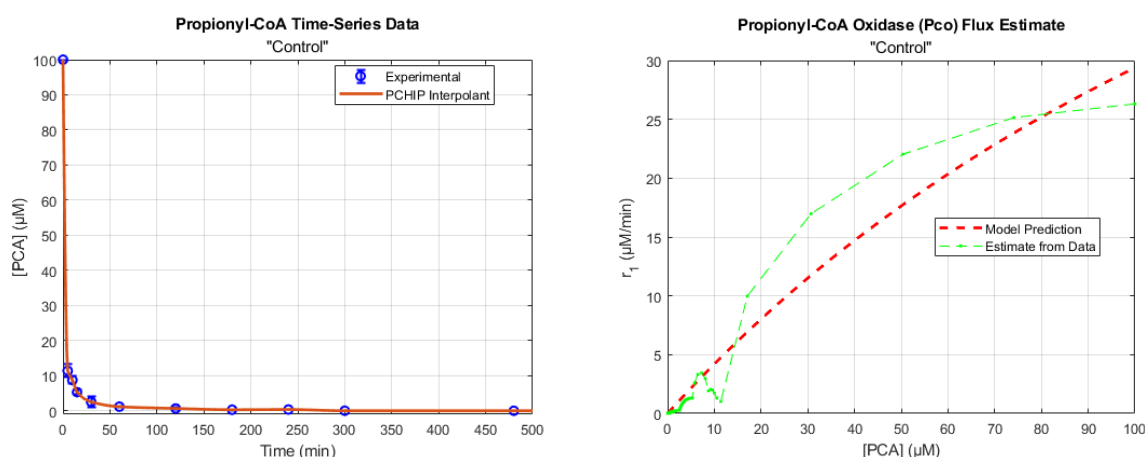 Propionyl-CoA Time-Series Data
"Control"
100
90
80
70
60
50
40
30
20
10
0
[PCA] (µM)
Experimental
PCHIP Interpolant
0 50 100 150 200 250 300 350 400 450 500
Time (min)
Propionyl-CoA Oxidase (Pco) Flux Estimate
"Control"
30
25
20
15
10
5
0
r₁ (µM/min)
Model Prediction
Estimate from Data
0 10 20 30 40 50 60 70 80 90 100
[PCA] (µM)